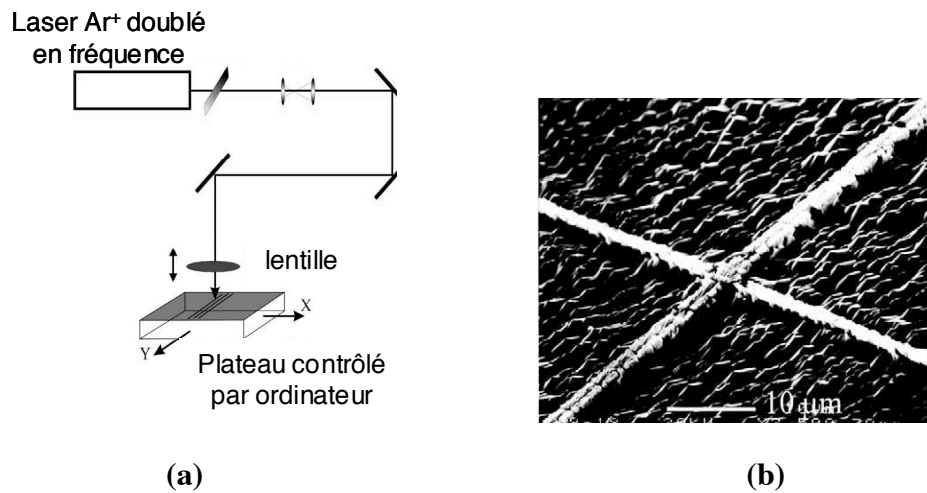 Laser Ar⁺ doublé
en fréquence
lentille
X
Y
Plateau contrôlé
par ordinateur
10 µm
(a)
(b)